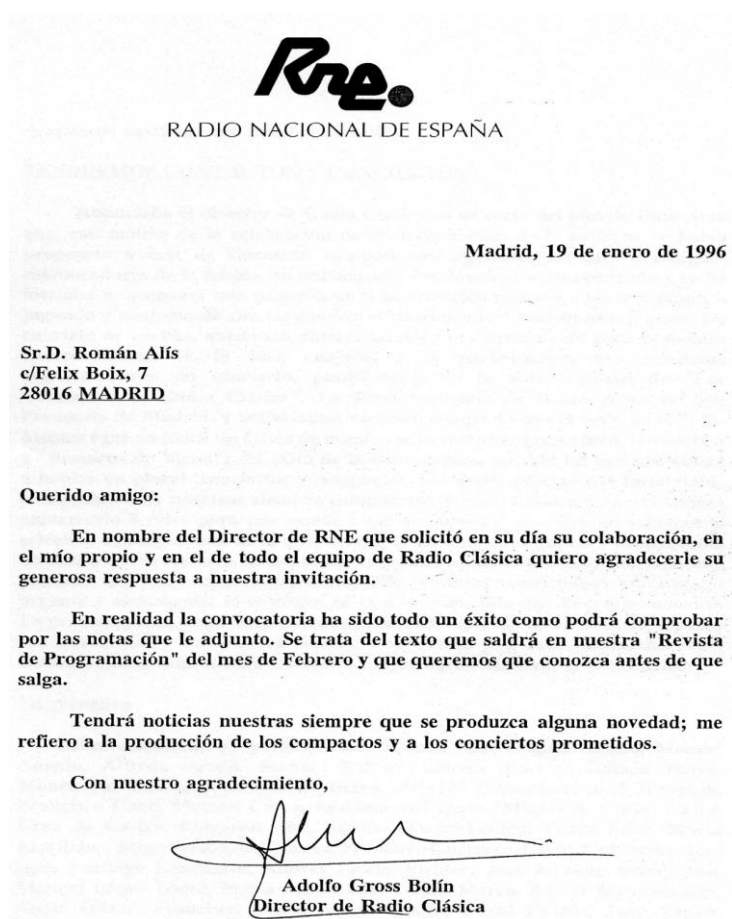 Rne
RADIO NACIONAL DE ESPAÑA
Madrid, 19 de enero de 1996
Sr.D. Román Alís
c/Felix Boix, 7
28016 MADRID
Querido amigo:
En nombre del Director de RNE que solicitó en su día su colaboración, en
el mío propio y en el de todo el equipo de Radio Clásica quiero agradecerle su
generosa respuesta a nuestra invitación.
En realidad la convocatoria ha sido todo un éxito como podrá comprobar
por las notas que le adjunto. Se trata del texto que saldrá en nuestra "Revista
de Programación" del mes de Febrero y que queremos que conozca antes de que
salga.
Tendrá noticias nuestras siempre que se produzca alguna novedad; me
refiero a la producción de los compactos y a los conciertos prometidos.
Con nuestro agradecimiento,
Adolfo Gross Bolín
Director de Radio Clásica